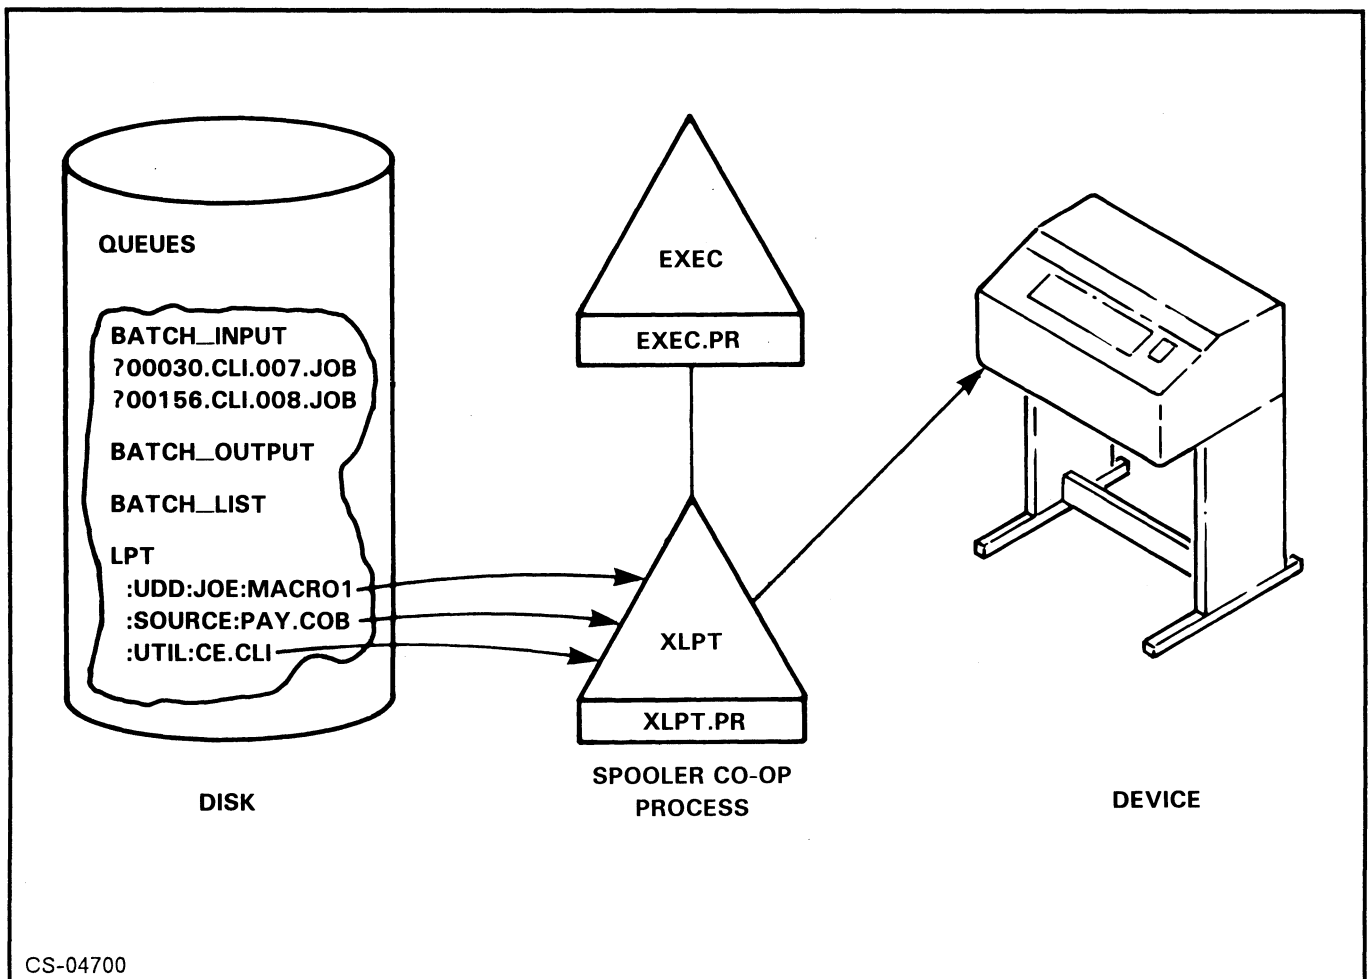 QUEUES
BATCH_INPUT
?00030.CLI.007.JOB
?00156.CLI.008.JOB
BATCH_OUTPUT
BATCH_LIST
LPT
:UDD:JOE:MACRO1
:SOURCE:PAY.COB
:UTIL:CE.CLI
DISK
EXEC
EXEC.PR
XLPT
XLPT.PR
SPOOLER CO-OP
PROCESS
DEVICE
CS-04700